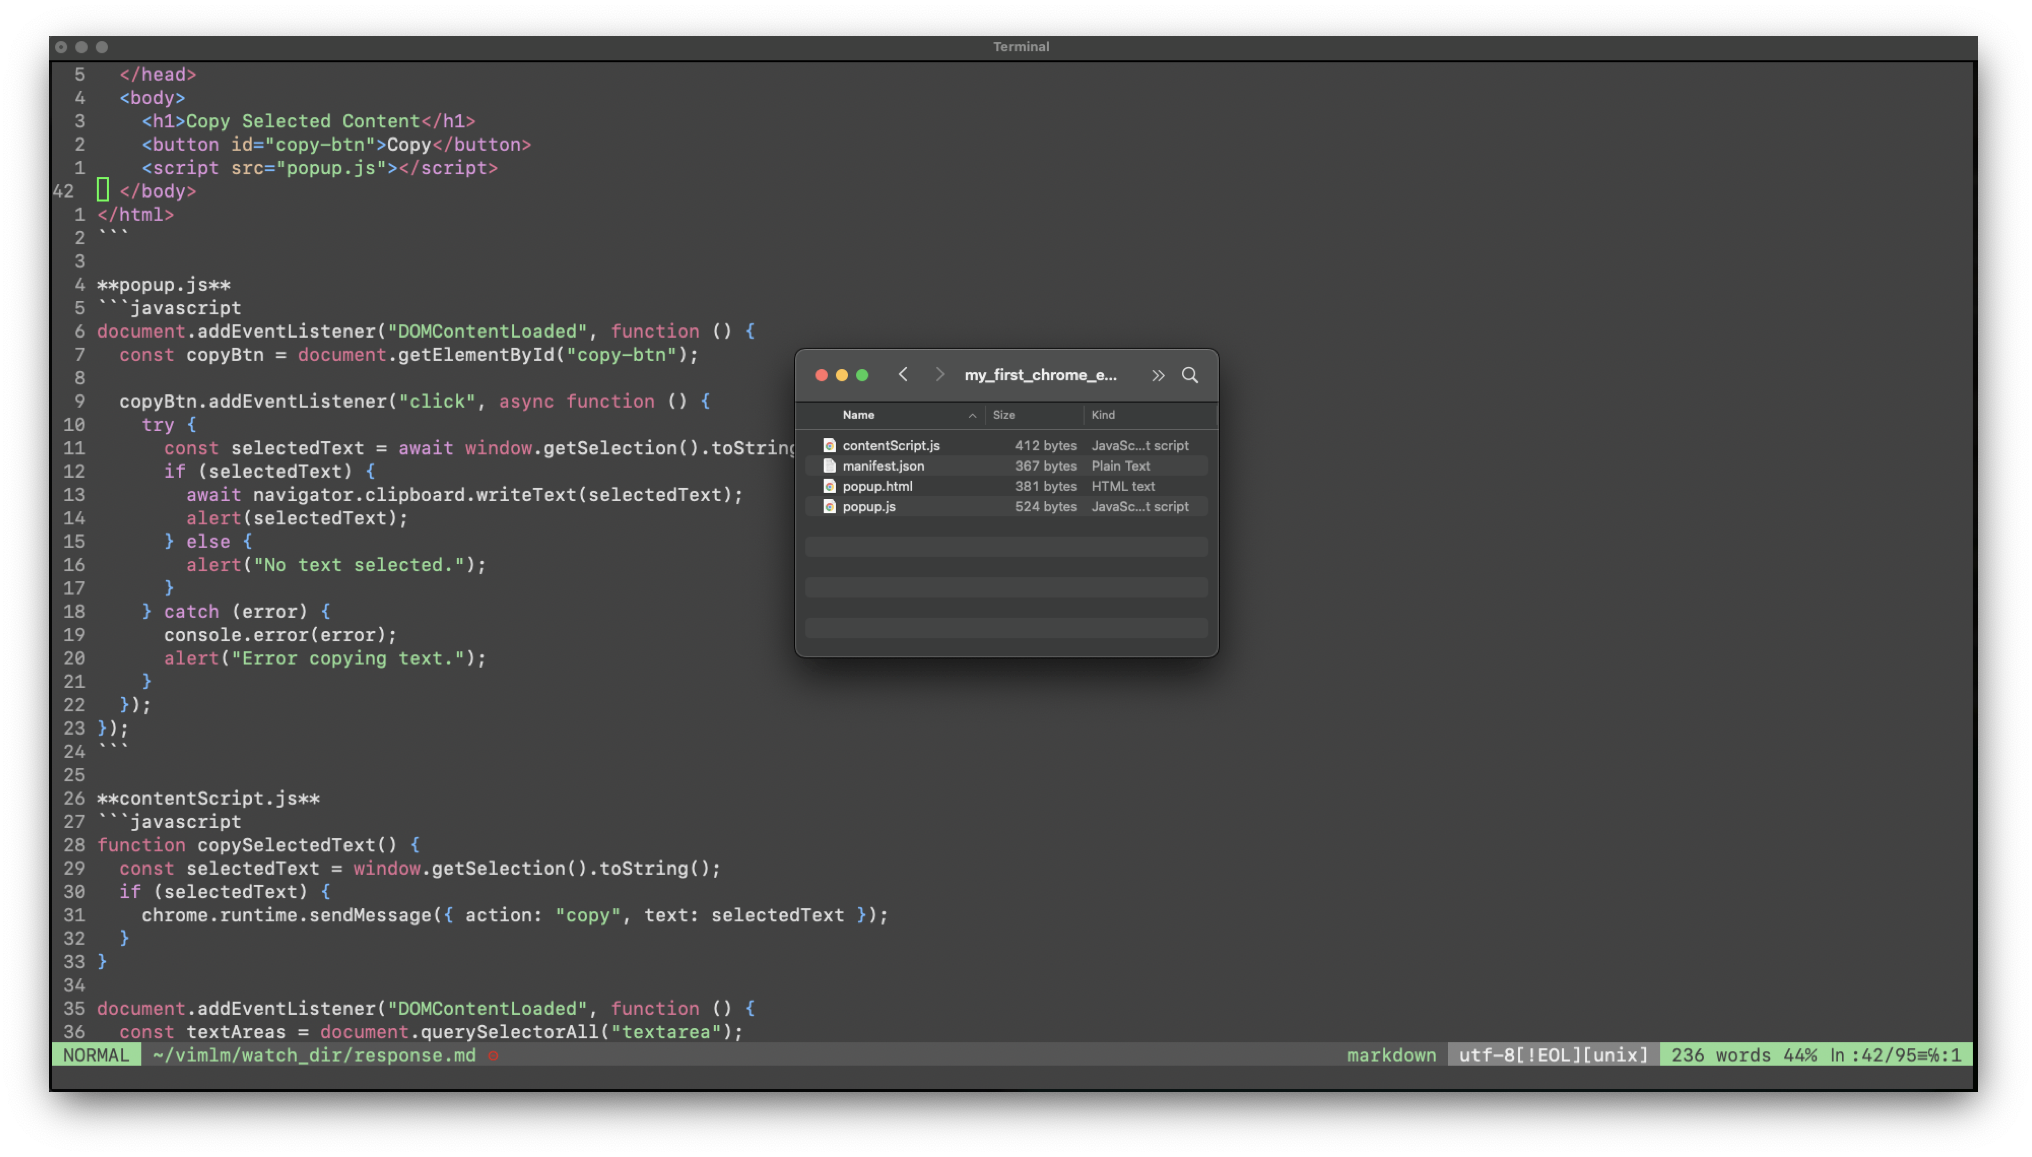 Terminal
5 </head>
4 <body>
3 <h1>Copy Selected Content</h1>
2 <button id="copy-btn">Copy</button>
1 <script src="popup.js"></script>
42 </body>
1 </html>
2 ```
3
4 **popup.js**
5 ```javascript
6 document.addEventListener("DOMContentLoaded", function () {
7 const copyBtn = document.getElementById("copy-btn");
8
9 copyBtn.addEventListener("click", async function () {
10 try {
11 const selectedText = await window.getSelection().toString
12 if (selectedText) {
13 await navigator.clipboard.writeText(selectedText);
14 alert(selectedText);
15 } else {
16 alert("No text selected.");
17 }
18 } catch (error) {
19 console.error(error);
20 alert("Error copying text.");
21 }
22 });
23 });
24 ```
25
26 **contentScript.js**
27 ```javascript
28 function copySelectedText() {
29 const selectedText = window.getSelection().toString();
30 if (selectedText) {
31 chrome.runtime.sendMessage({ action: "copy", text: selectedText });
32 }
33 }
34
35 document.addEventListener("DOMContentLoaded", function () {
36 const textAreas = document.querySelectorAll("textarea");
NORMAL ~/vimlm/watch_dir/response.md markdown utf-8[!EOL][unix] 236 words 44% ln :42/95≡℅:1
my_first_chrome_e...
Name Size Kind
contentScript.js 412 bytes JavaSc...t script
manifest.json 367 bytes Plain Text
popup.html 381 bytes HTML text
popup.js 524 bytes JavaSc...t script